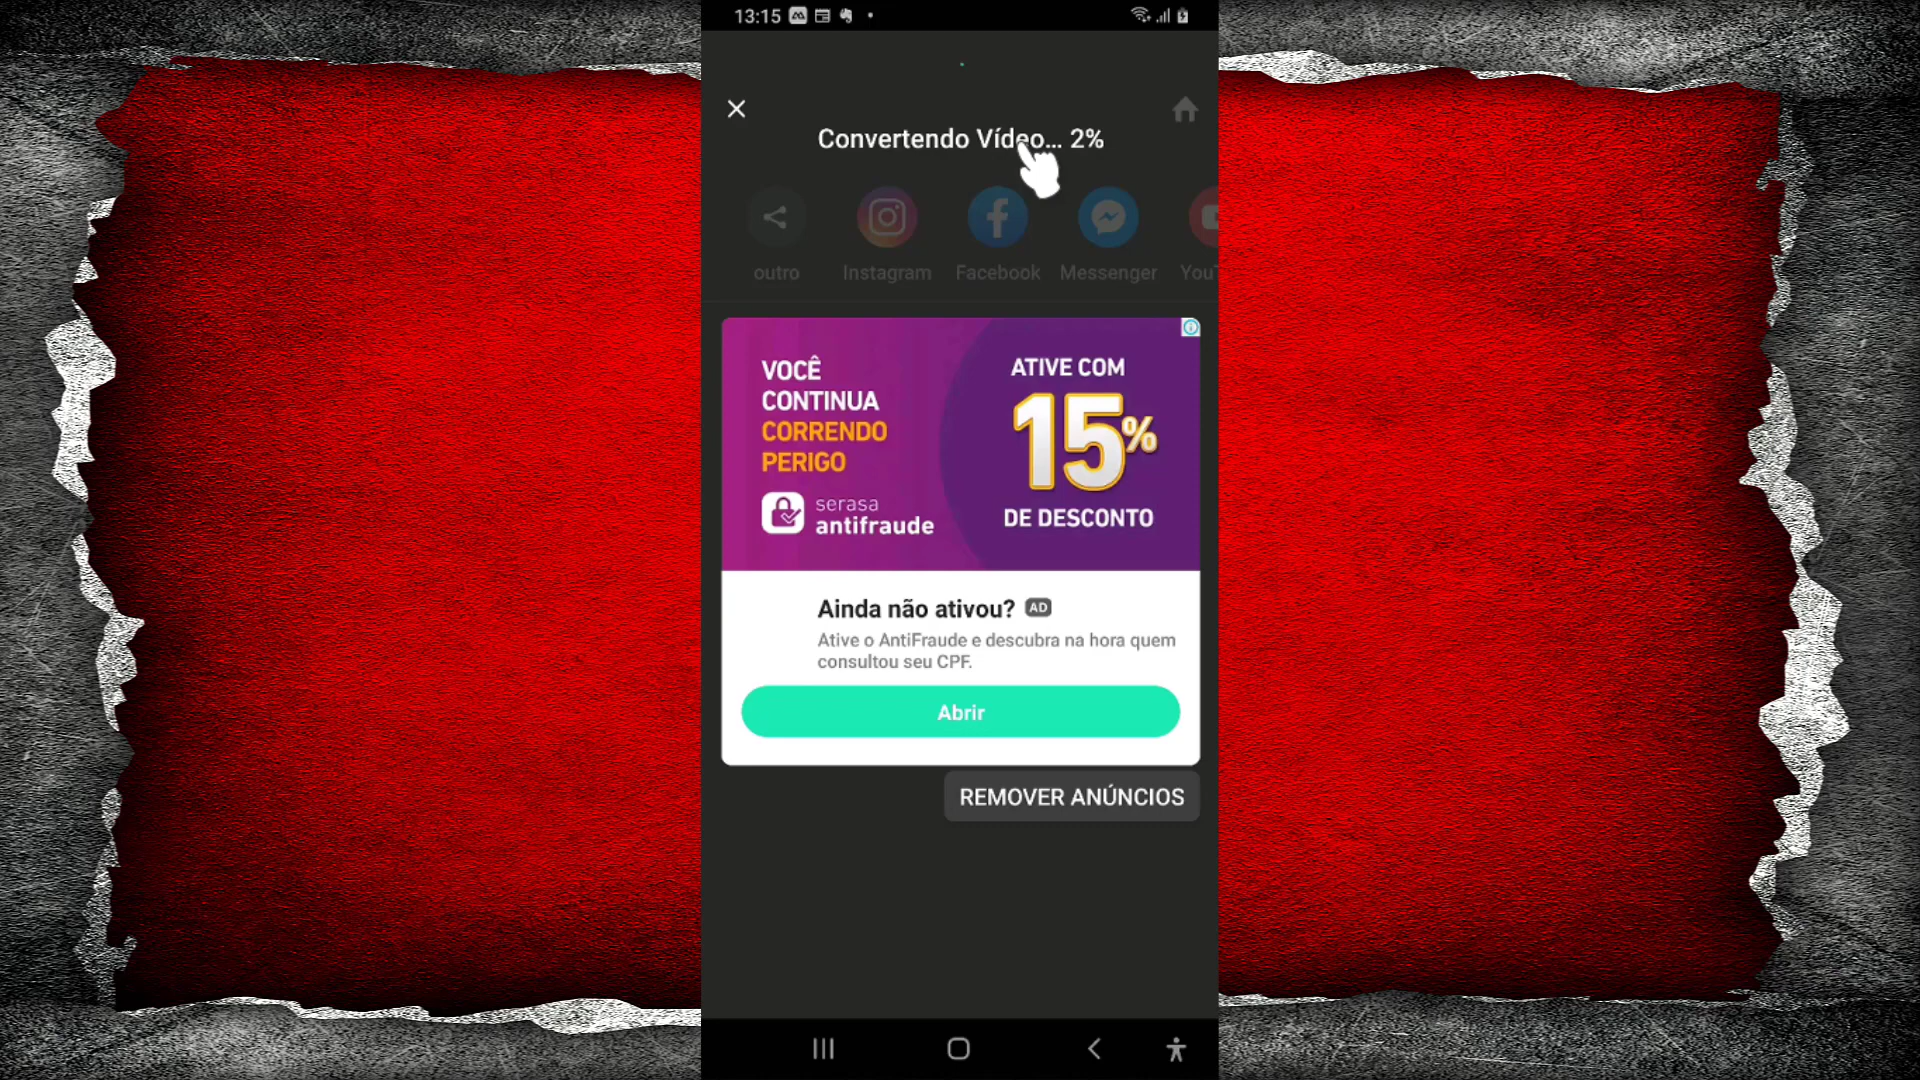 13:15
Convertendo Vídeo... 2%
outro
Instagram
Facebook
Messenger
YouT
VOCÊ
CONTINUA
CORRENDO
PERIGO
serasa
antifraude
ATIVE COM
15%
DE DESCONTO
Ainda não ativou? AD
Ative o AntiFraude e descubra na hora quem
consultou seu CPF.
Abrir
REMOVER ANÚNCIOS